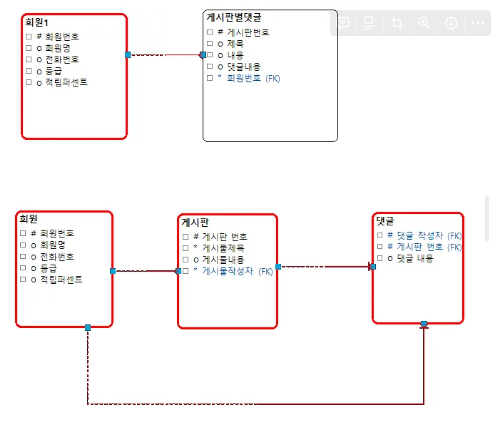 회원1
# 회원번호
o 회원명
o 전화번호
o 등급
o 적립퍼센트
게시판별댓글
# 게시판번호
o 제목
o 내용
o 댓글내용
* 회원번호 (FK)
회원
# 회원번호
o 회원명
o 전화번호
o 등급
o 적립퍼센트
게시판
# 게시판 번호
* 게시물제목
o 게시물내용
* 게시물작성자 (FK)
댓글
# 댓글 작성자 (FK)
# 게시판 번호 (FK)
o 댓글 내용